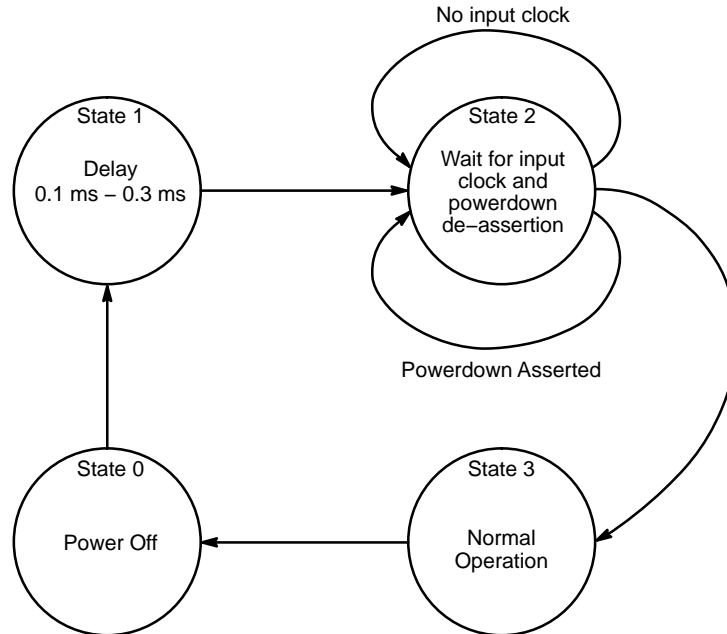 No input clock
State 1
Delay
0.1 ms − 0.3 ms
State 2
Wait for input
clock and
powerdown
de−assertion
Powerdown Asserted
State 0
Power Off
State 3
Normal
Operation